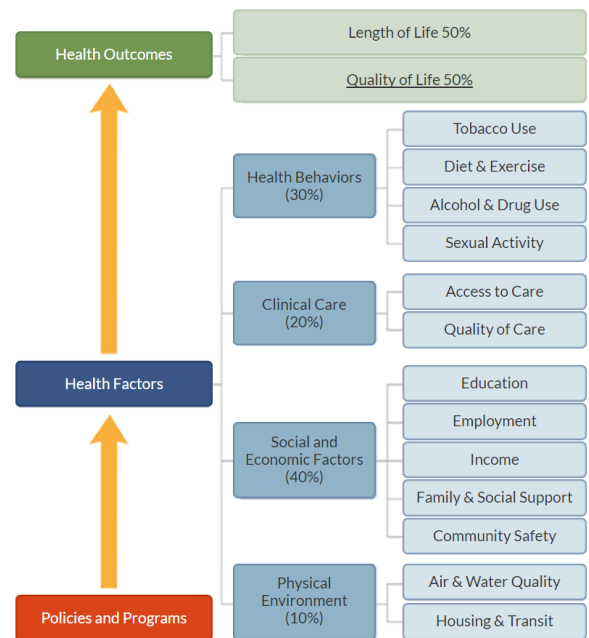 Health Outcomes
Length of Life 50%
Quality of Life 50%
Health Factors
Health Behaviors
(30%)
Tobacco Use
Diet & Exercise
Alcohol & Drug Use
Sexual Activity
Clinical Care
(20%)
Access to Care
Quality of Care
Social and
Economic Factors
(40%)
Education
Employment
Income
Family & Social Support
Community Safety
Physical
Environment
(10%)
Air & Water Quality
Housing & Transit
Policies and Programs